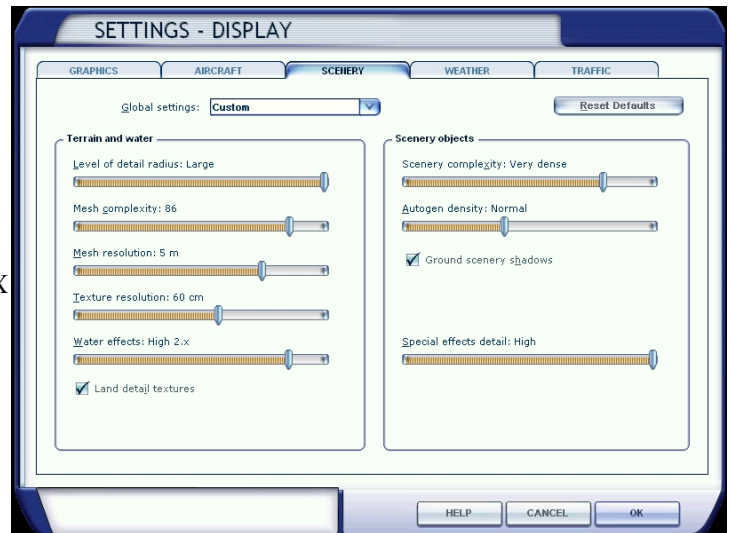 SETTINGS - DISPLAY
GRAPHICS AIRCRAFT SCENERY WEATHER TRAFFIC
Global settings: Custom Reset Defaults
Terrain and water
Level of detail radius: Large
Mesh complexity: 86
Mesh resolution: 5 m
Texture resolution: 60 cm
Water effects: High 2.x
Land detail textures
Scenery objects
Scenery complexity: Very dense
Autogen density: Normal
Ground scenery shadows
Special effects detail: High
X
HELP CANCEL OK